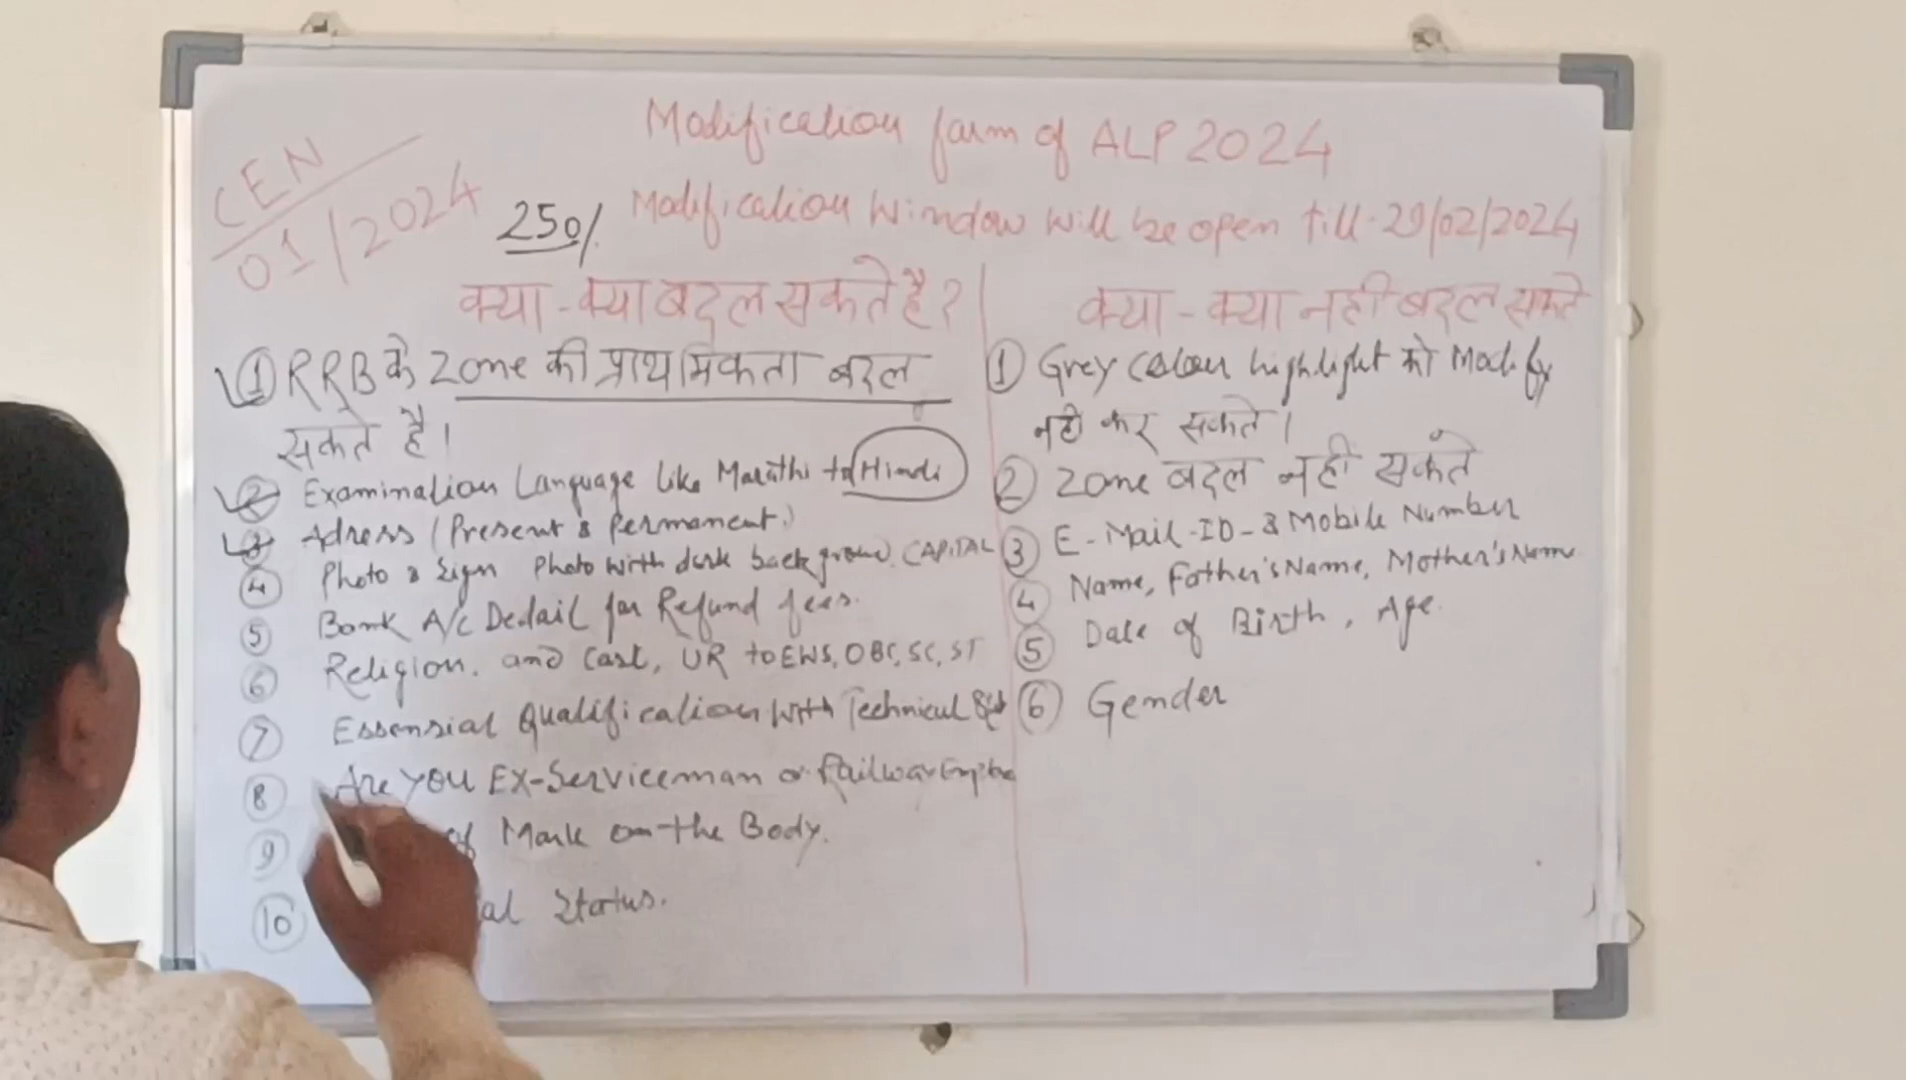 Modification farm of ALP 2024
CEN
01/2024
250/.
Modification Window will be open till-29/02/2024
क्या-क्या बदल सकते है?
① RRB के Zone की प्राथमिकता बदल
सकते है।
② Examination Language like Marathi to Hindi
③ Adress (Present & Permanent)
④ Photo & Sign Photo with dark background. CAPITAL
⑤ Bank A/C Detail for Refund fees.
⑥ Religion. and Cast, UR to EWS, OBC, SC, ST
⑦ Essensial Qualification With Technical
⑧ Are You EX-Serviceman or Railway
⑨ of Mark on the Body.
⑩ al Status.
क्या-क्या नही बदल सकते
① Grey Colour highlight को Modify
नही कर सकते।
② Zone बदल नही सकते
③ E-Mail-ID-& Mobile Number
④ Name, Father's Name, Mother's Name
⑤ Date of Birth, Age.
⑥ Gender